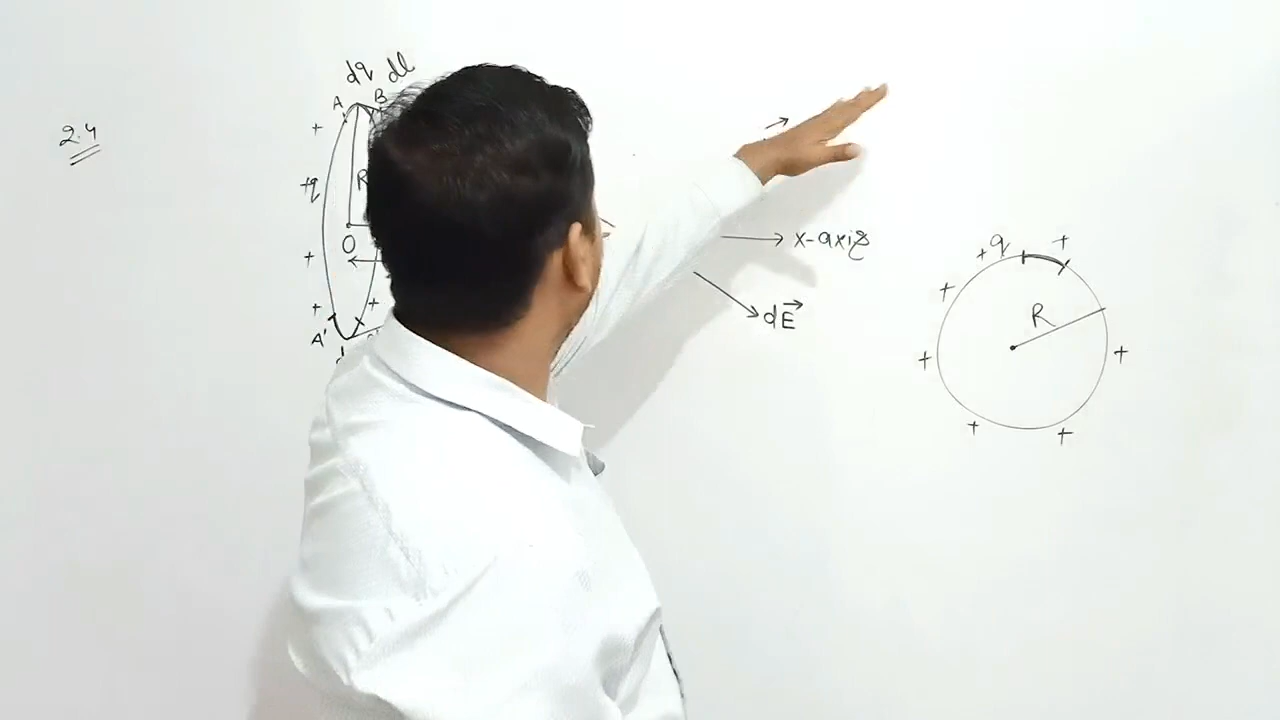 2.4
dq dl
A B
+
+q
R
O
+
+ +
A'
x-axis
dE
+q +
+
R
+ +
+ +